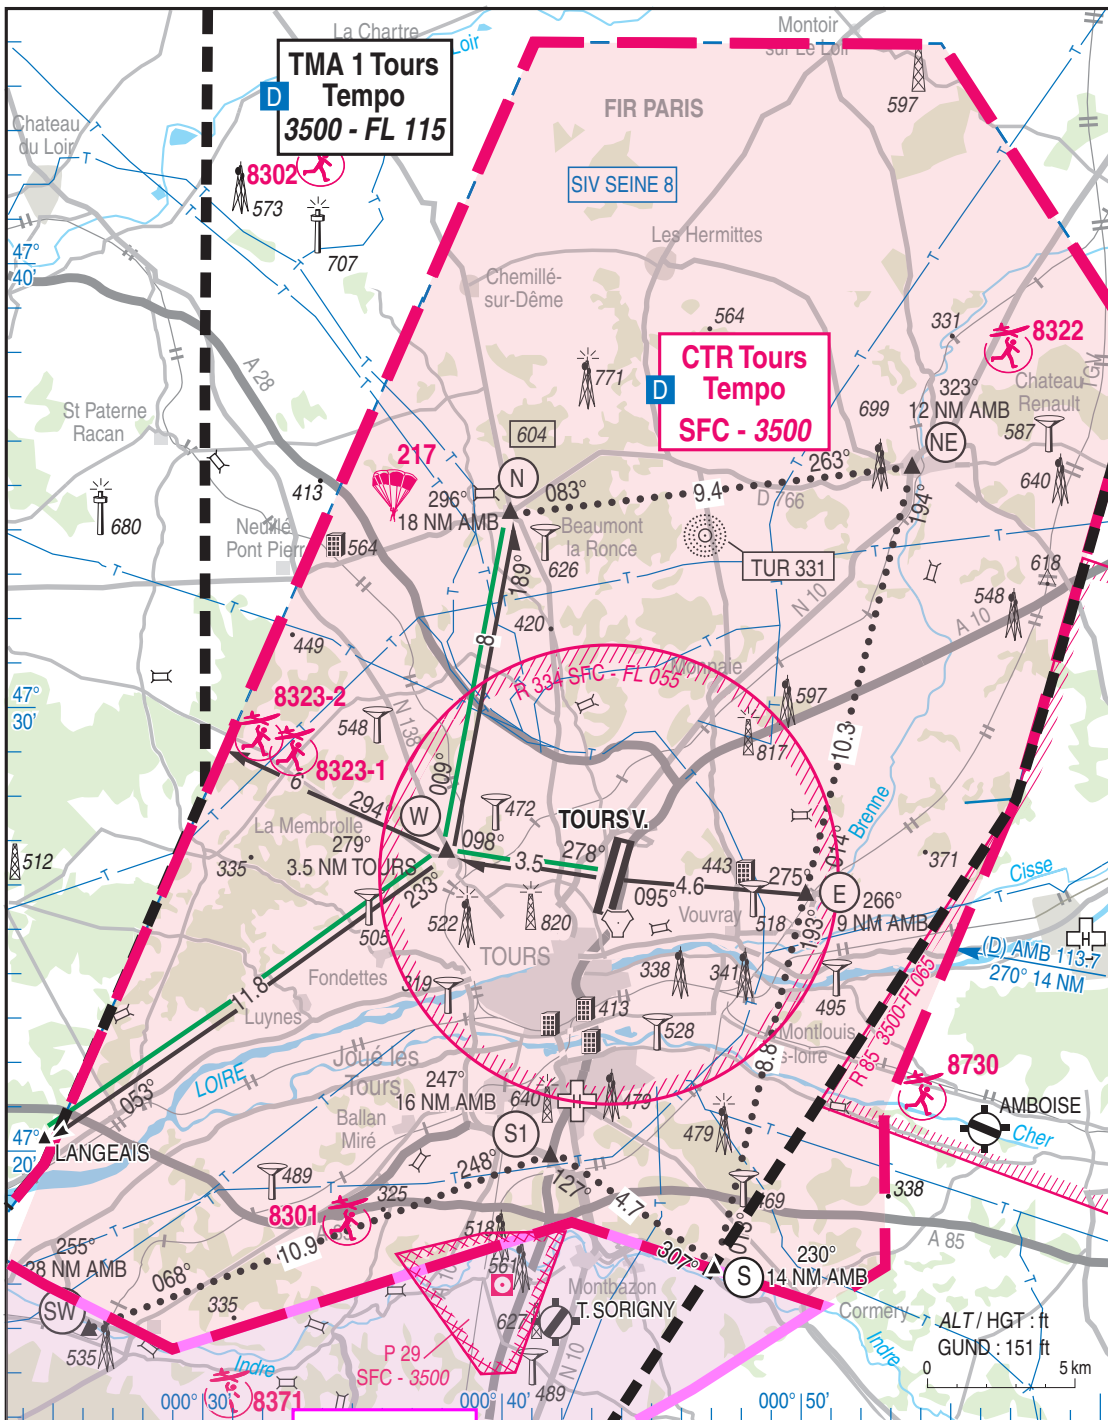 La Chartre
Loir
Montoir
sur Le Loir
TMA 1 Tours
Tempo
D
3500 - FL 115
597
FIR PARIS
Chateau
du Loir
T
8302
573
SIV SEINE 8
707
47°
40'
Les Hermittes
Chemillé-
sur-Dême
564
331
8322
CTR Tours
Tempo
D
SFC - 3500
A 28
771
TGV
323°
12 NM AMB
Chateau
Renault
699
587
NE
St Paterne
Racan
604
217
N
263°
640
413
296°
18 NM AMB
083°
9.4
D 766
194°
680
Neuillé
Pont Pierre
564
Beaumont
la Ronce
626
TUR 331
618
189°
N 10
548
A 10
420
8
449
Monnaie
R 334 SFC - FL 055
47°
30'
8323-2
548
N 138
597
8323-1
817
10.3
6
294°
009°
W
472
TOURS V.
Brenne
La Membrolle
279°
3.5 NM TOURS
098°
3.5
278°
014°
335
371
512
Cisse
443
233°
095°
4.6
275°
E
266°
9 NM AMB
505
522
820
Vouvray
518
193°
TOURS
(D) AMB 113.7
270° 14 NM
Fondettes
319
338
341
495
11.8
Luynes
413
528
Montlouis
s-loire
R 85 3500-FL065
LOIRE
Joué les
Tours
8.8
8730
053°
247°
16 NM AMB
640
479
AMBOISE
Ballan
Miré
S1
479
Cher
47°
20'
LANGEAIS
248°
127°
489
325
4.7
469
338
8301
518
013°
A 85
10.9
255°
28 NM AMB
561
307°
230°
14 NM AMB
S
068°
Montbazon
SW
335
T. SORIGNY
Cormery
627
ALT / HGT : ft
GUND : 151 ft
535
Indre
P 29
SFC - 3500
489
N 10
Indre
0
5 km
8371
000° 30'
000° 40'
000° 50'